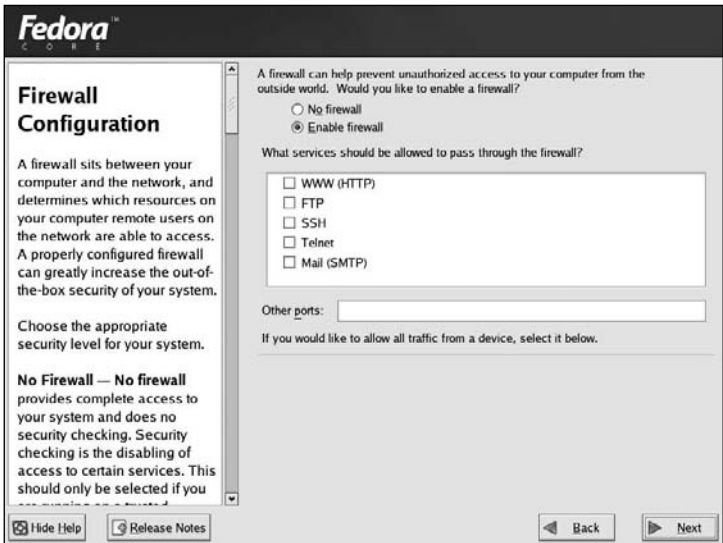 Fedora™
CORE
Firewall
Configuration
A firewall sits between your
computer and the network, and
determines which resources on
your computer remote users on
the network are able to access.
A properly configured firewall
can greatly increase the out-of-
the-box security of your system.
Choose the appropriate
security level for your system.
No Firewall — No firewall
provides complete access to
your system and does no
security checking. Security
checking is the disabling of
access to certain services. This
should only be selected if you
A firewall can help prevent unauthorized access to your computer from the
outside world. Would you like to enable a firewall?
No firewall
Enable firewall
What services should be allowed to pass through the firewall?
WWW (HTTP)
FTP
SSH
Telnet
Mail (SMTP)
Other ports:
If you would like to allow all traffic from a device, select it below.
Hide Help
Release Notes
Back
Next